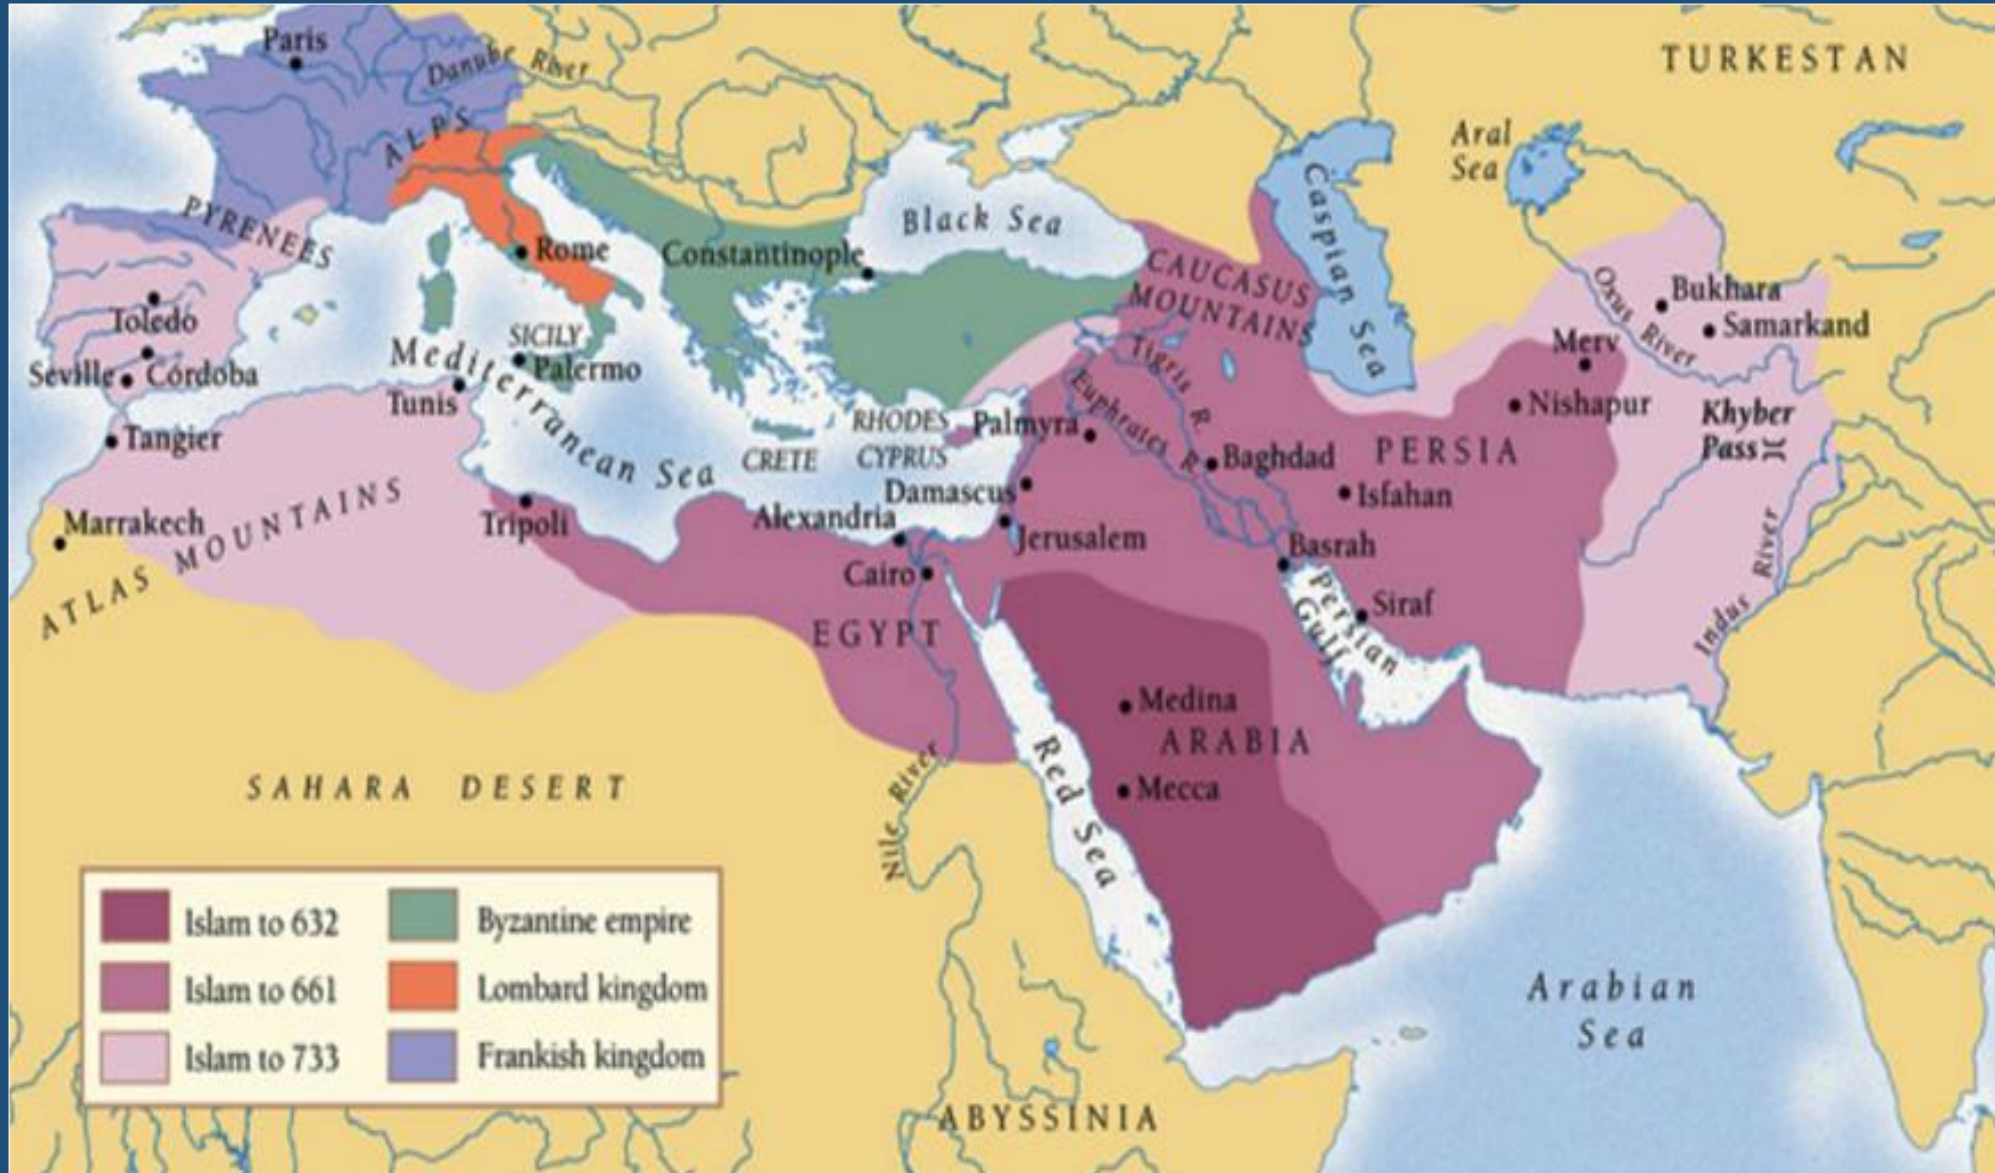 Paris
Danube River
TURKESTAN
ALPS
Aral
Sea
Caspian Sea
PYRENEES
Black Sea
Rome
Constantinople
CAUCASUS
MOUNTAINS
Oxus River
Bukhara
Samarkand
Toledo
SICILY
Palermo
Mediterranean Sea
Seville
Córdoba
Tunis
Tigris R.
Euphrates R.
Merv
Nishapur
Khyber
Pass
Tangier
RHODES
CYPRUS
CRETE
Palmyra
Baghdad
PERSIA
Damascus
Isfahan
Marrakech
ATLAS MOUNTAINS
Tripoli
Alexandria
Jerusalem
Basrah
Cairo
Persian
Gulf
Siraf
Indus River
EGYPT
Medina
ARABIA
Mecca
Red Sea
Nile River
SAHARA DESERT
Islam to 632
Islam to 661
Islam to 733
Byzantine empire
Lombard kingdom
Frankish kingdom
Arabian
Sea
ABYSSINIA